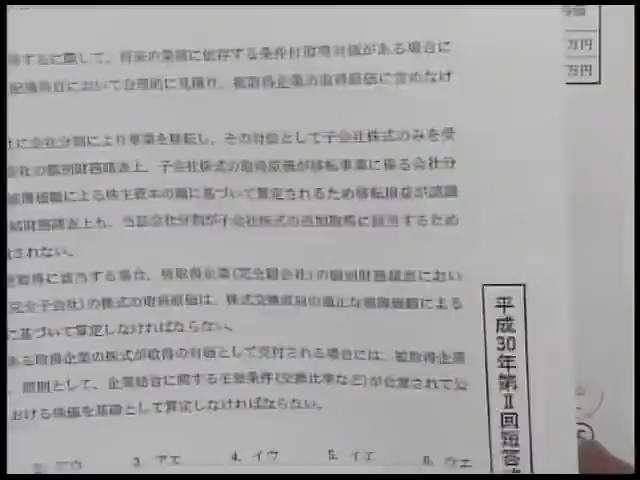 得するに際して、将来の業績に依存する条件付取得対価がある場合に
配慮項目において合理的に見積り、被取得企業の取得原価に含めなけ
社に会社分割により事業を移転し、その対価として子会社株式のみを受
会社の個別財務諸表上、子会社株式の取得原価が移転事業に係る会社分
帳簿価額による株主資本の額に基づいて算定されるため移転損益が認識
結財務諸表上も、当該会社分割が子会社株式の追加取得に該当するため
されない。
逆取得に該当する場合、被取得企業(完全親会社)の個別財務諸表におい
(完全子会社)の株式の取得原価は、株式交換直前の適正な帳簿価額による
に基づいて算定しなければならない。
ある取得企業の株式が取得の対価として交付される場合には、被取得企業
、原則として、企業結合に関する主要条件(交換比率など)が合意されて公
おける株価を基礎として算定しなければならない。
2. アウ 3. アエ 4. イウ 5. イエ 6. ウエ
平成30年第Ⅱ回短答
万円
万円